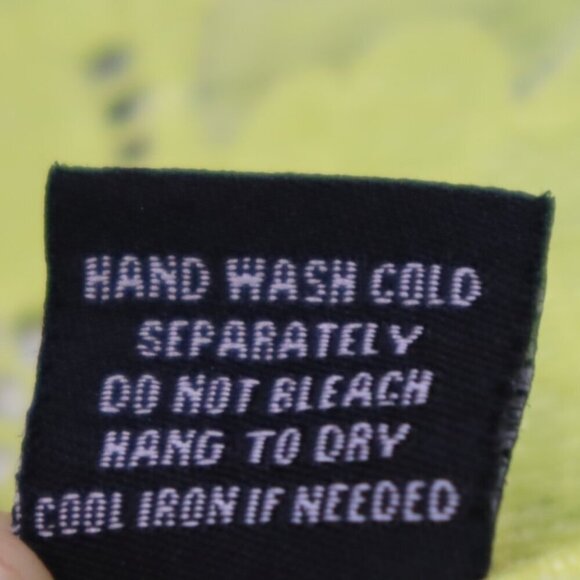 HAND WASH COLD
SEPARATELY
DO NOT BLEACH
HANG TO DRY
COOL IRON IF NEEDED